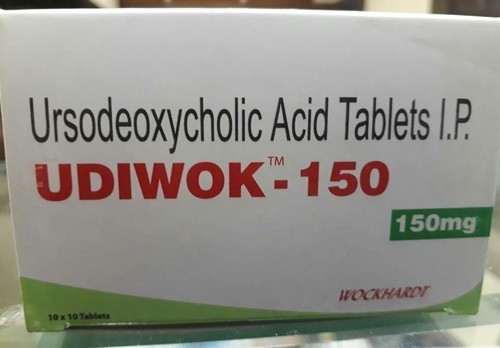 Ursodeoxycholic Acid Tablets I.P.
UDIWOK™-150
150mg
WOCKHARDT
10 x 10 Tablets